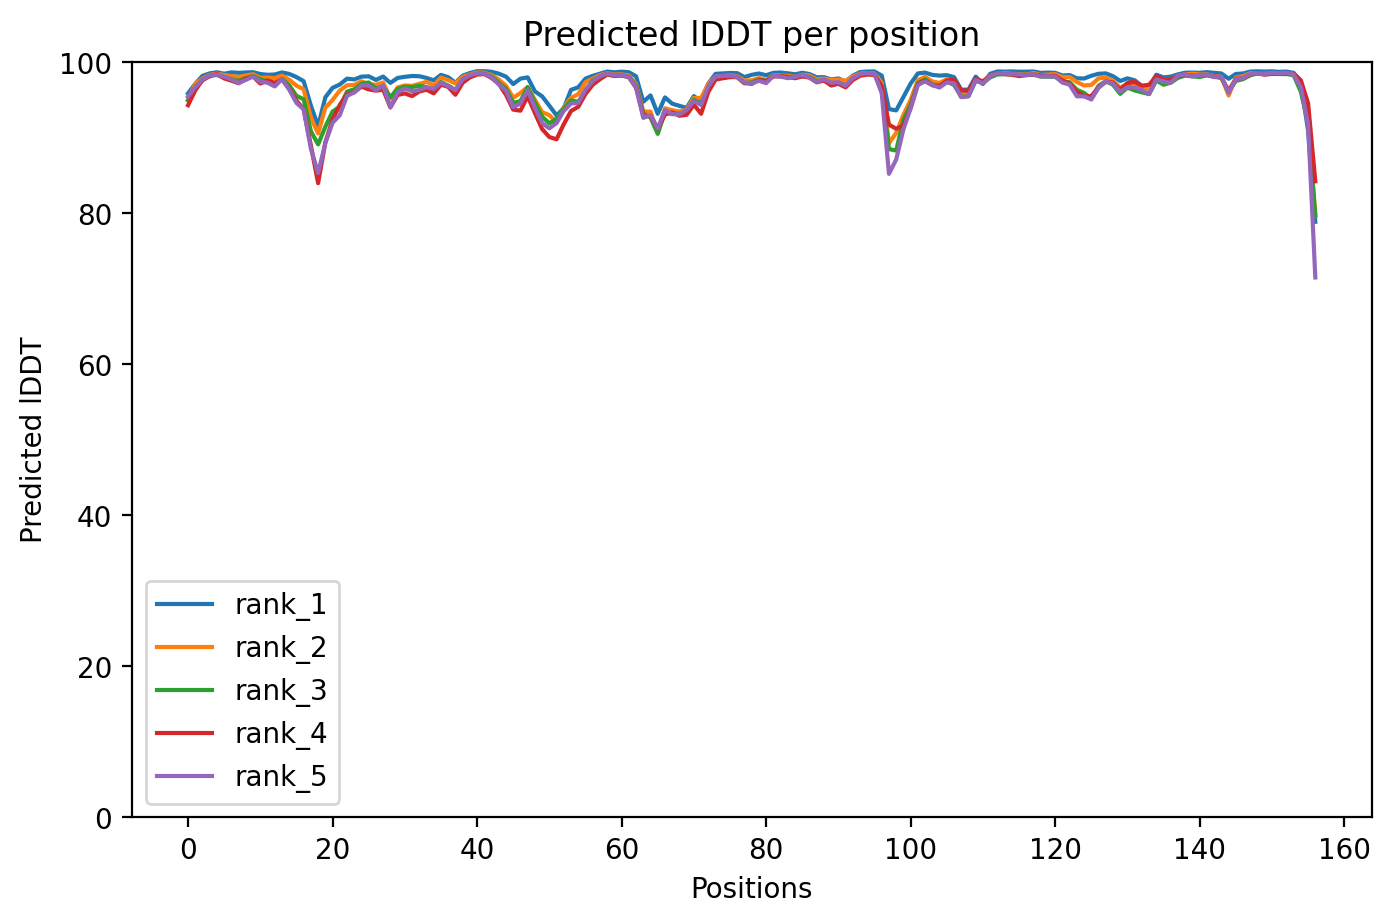 Predicted lDDT per position
100
80
60
40
20
0
Predicted lDDT
rank_1
rank_2
rank_3
rank_4
rank_5
0 20 40 60 80 100 120 140 160
Positions